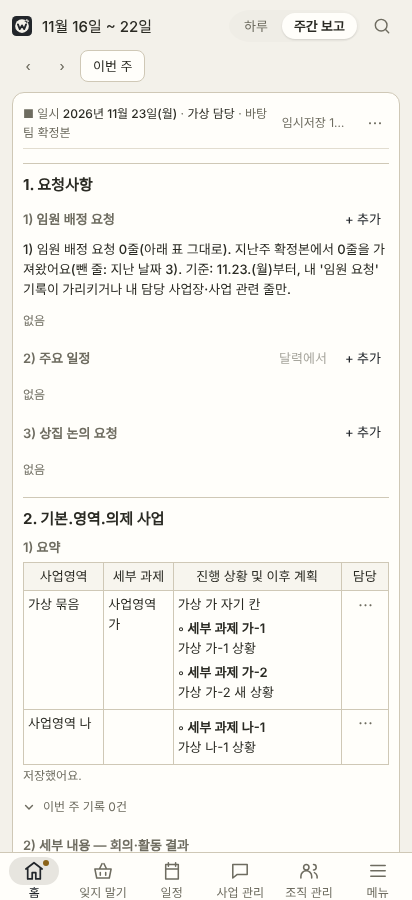 11월 16일 ~ 22일
하루
주간 보고
‹
›
이번 주
■ 일시 2026년 11월 23일(월) · 가상 담당 · 바탕
팀 확정본
임시저장 1...
...
1. 요청사항
1) 임원 배정 요청
+ 추가
1) 임원 배정 요청 0줄(아래 표 그대로). 지난주 확정본에서 0줄을 가
져왔어요(뺀 줄: 지난 날짜 3). 기준: 11.23.(월)부터, 내 '임원 요청'
기록이 가리키거나 내 담당 사업장·사업 관련 줄만.
없음
2) 주요 일정
달력에서
+ 추가
없음
3) 상집 논의 요청
+ 추가
없음
2. 기본.영역.의제 사업
1) 요약
사업영역
세부 과제
진행 상황 및 이후 계획
담당
가상 묶음
사업영역
가
가상 가 자기 칸
∘ 세부 과제 가-1
가상 가-1 상황
∘ 세부 과제 가-2
가상 가-2 새 상황
...
사업영역 나
∘ 세부 과제 나-1
가상 나-1 상황
...
저장했어요.
이번 주 기록 0건
2) 세부 내용 — 회의·활동 결과
홈
잊지 말기
일정
사업 관리
조직 관리
메뉴